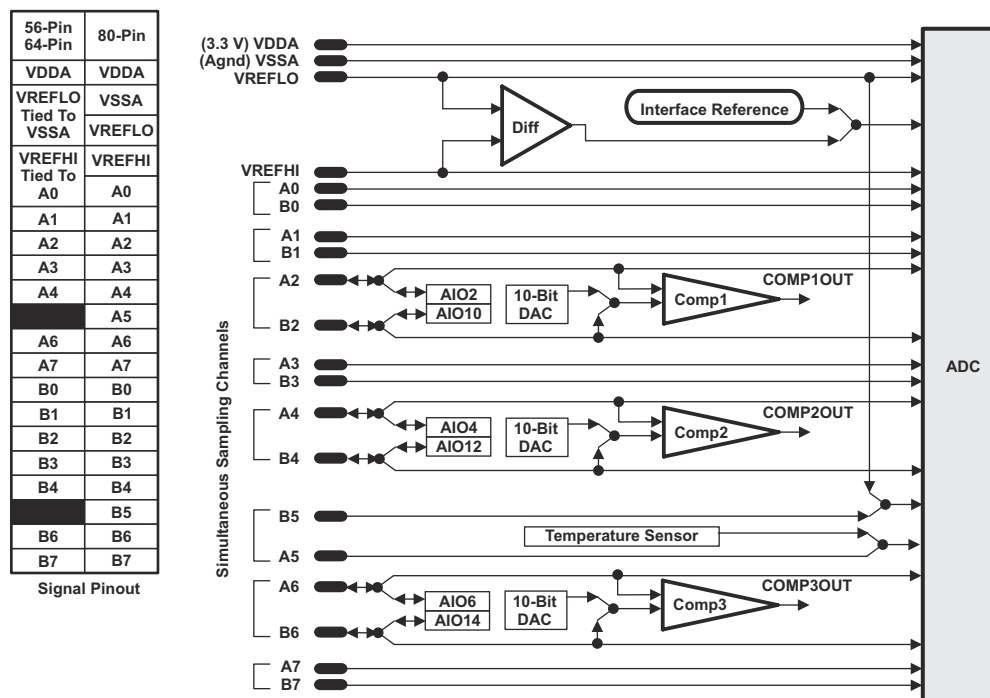 56-Pin
64-Pin
80-Pin
VDDA
VDDA
VREFLO
Tied To
VSSA
VSSA
VREFLO
VREFHI
Tied To
A0
VREFHI
A0
A1
A1
A2
A2
A3
A3
A4
A4
A5
A6
A6
A7
A7
B0
B0
B1
B1
B2
B2
B3
B3
B4
B4
B5
B6
B6
B7
B7
Signal Pinout
(3.3 V) VDDA
(Agnd) VSSA
VREFLO
Diff
Interface Reference
VREFHI
A0
B0
A1
B1
A2
AIO2
AIO10
10-Bit
DAC
Comp1
COMP1OUT
B2
Simultaneous Sampling Channels
A3
B3
ADC
A4
AIO4
AIO12
10-Bit
DAC
Comp2
COMP2OUT
B4
B5
Temperature Sensor
A5
A6
AIO6
AIO14
10-Bit
DAC
Comp3
COMP3OUT
B6
A7
B7